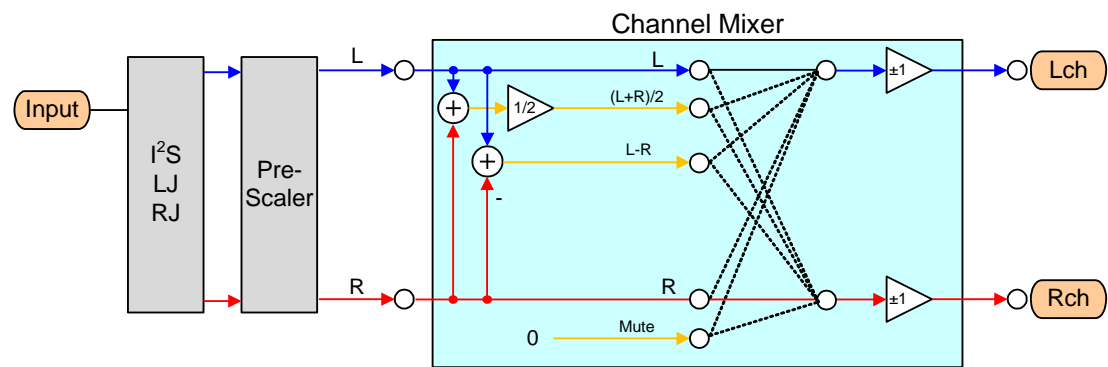 Channel Mixer
Input
I²S
LJ
RJ
Pre-
Scaler
L
R
L
1/2
(L+R)/2
L-R
-
R
0
Mute
±1
±1
Lch
Rch